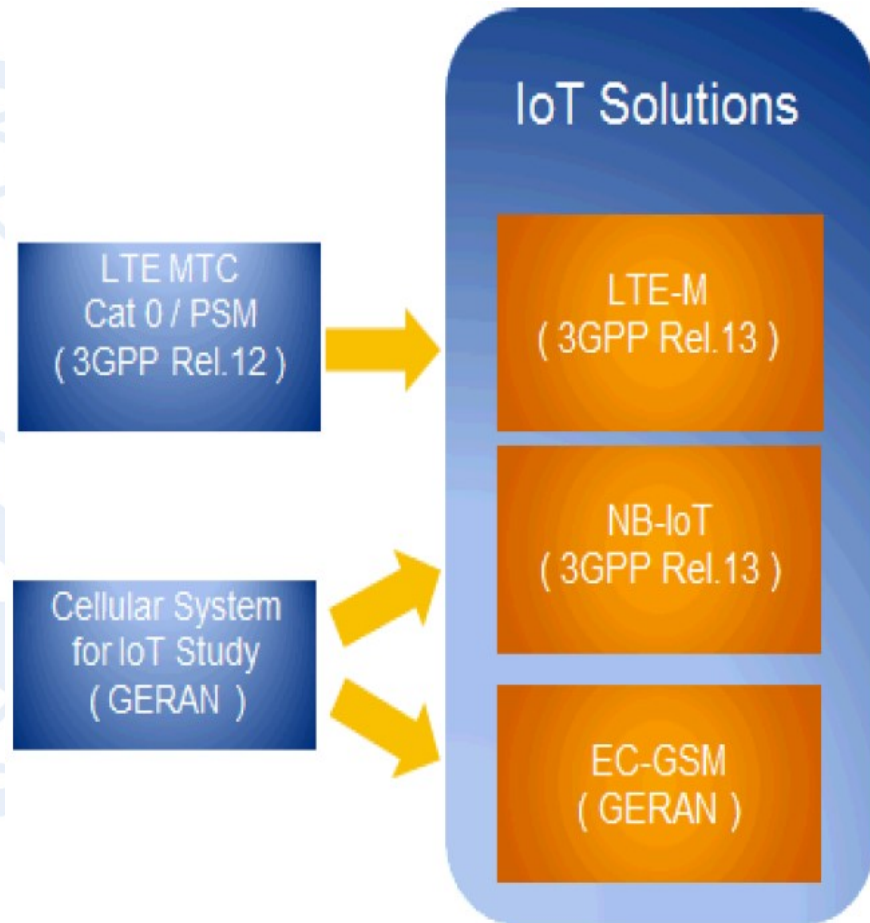 IoT Solutions
LTE MTC
Cat 0 / PSM
( 3GPP Rel.12 )
LTE-M
( 3GPP Rel.13 )
NB-IoT
( 3GPP Rel.13 )
Cellular System
for IoT Study
( GERAN )
EC-GSM
( GERAN )